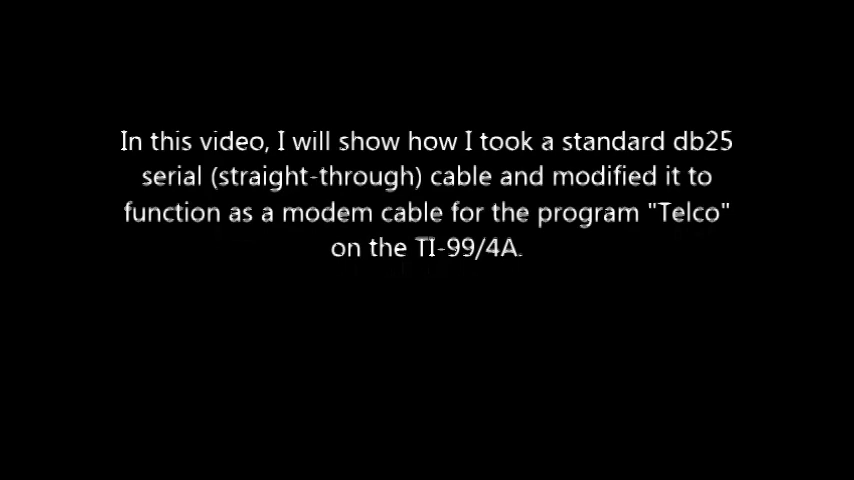 In this video, I will show how I took a standard db25
serial (straight-through) cable and modified it to
function as a modem cable for the program "Telco"
on the TI-99/4A.